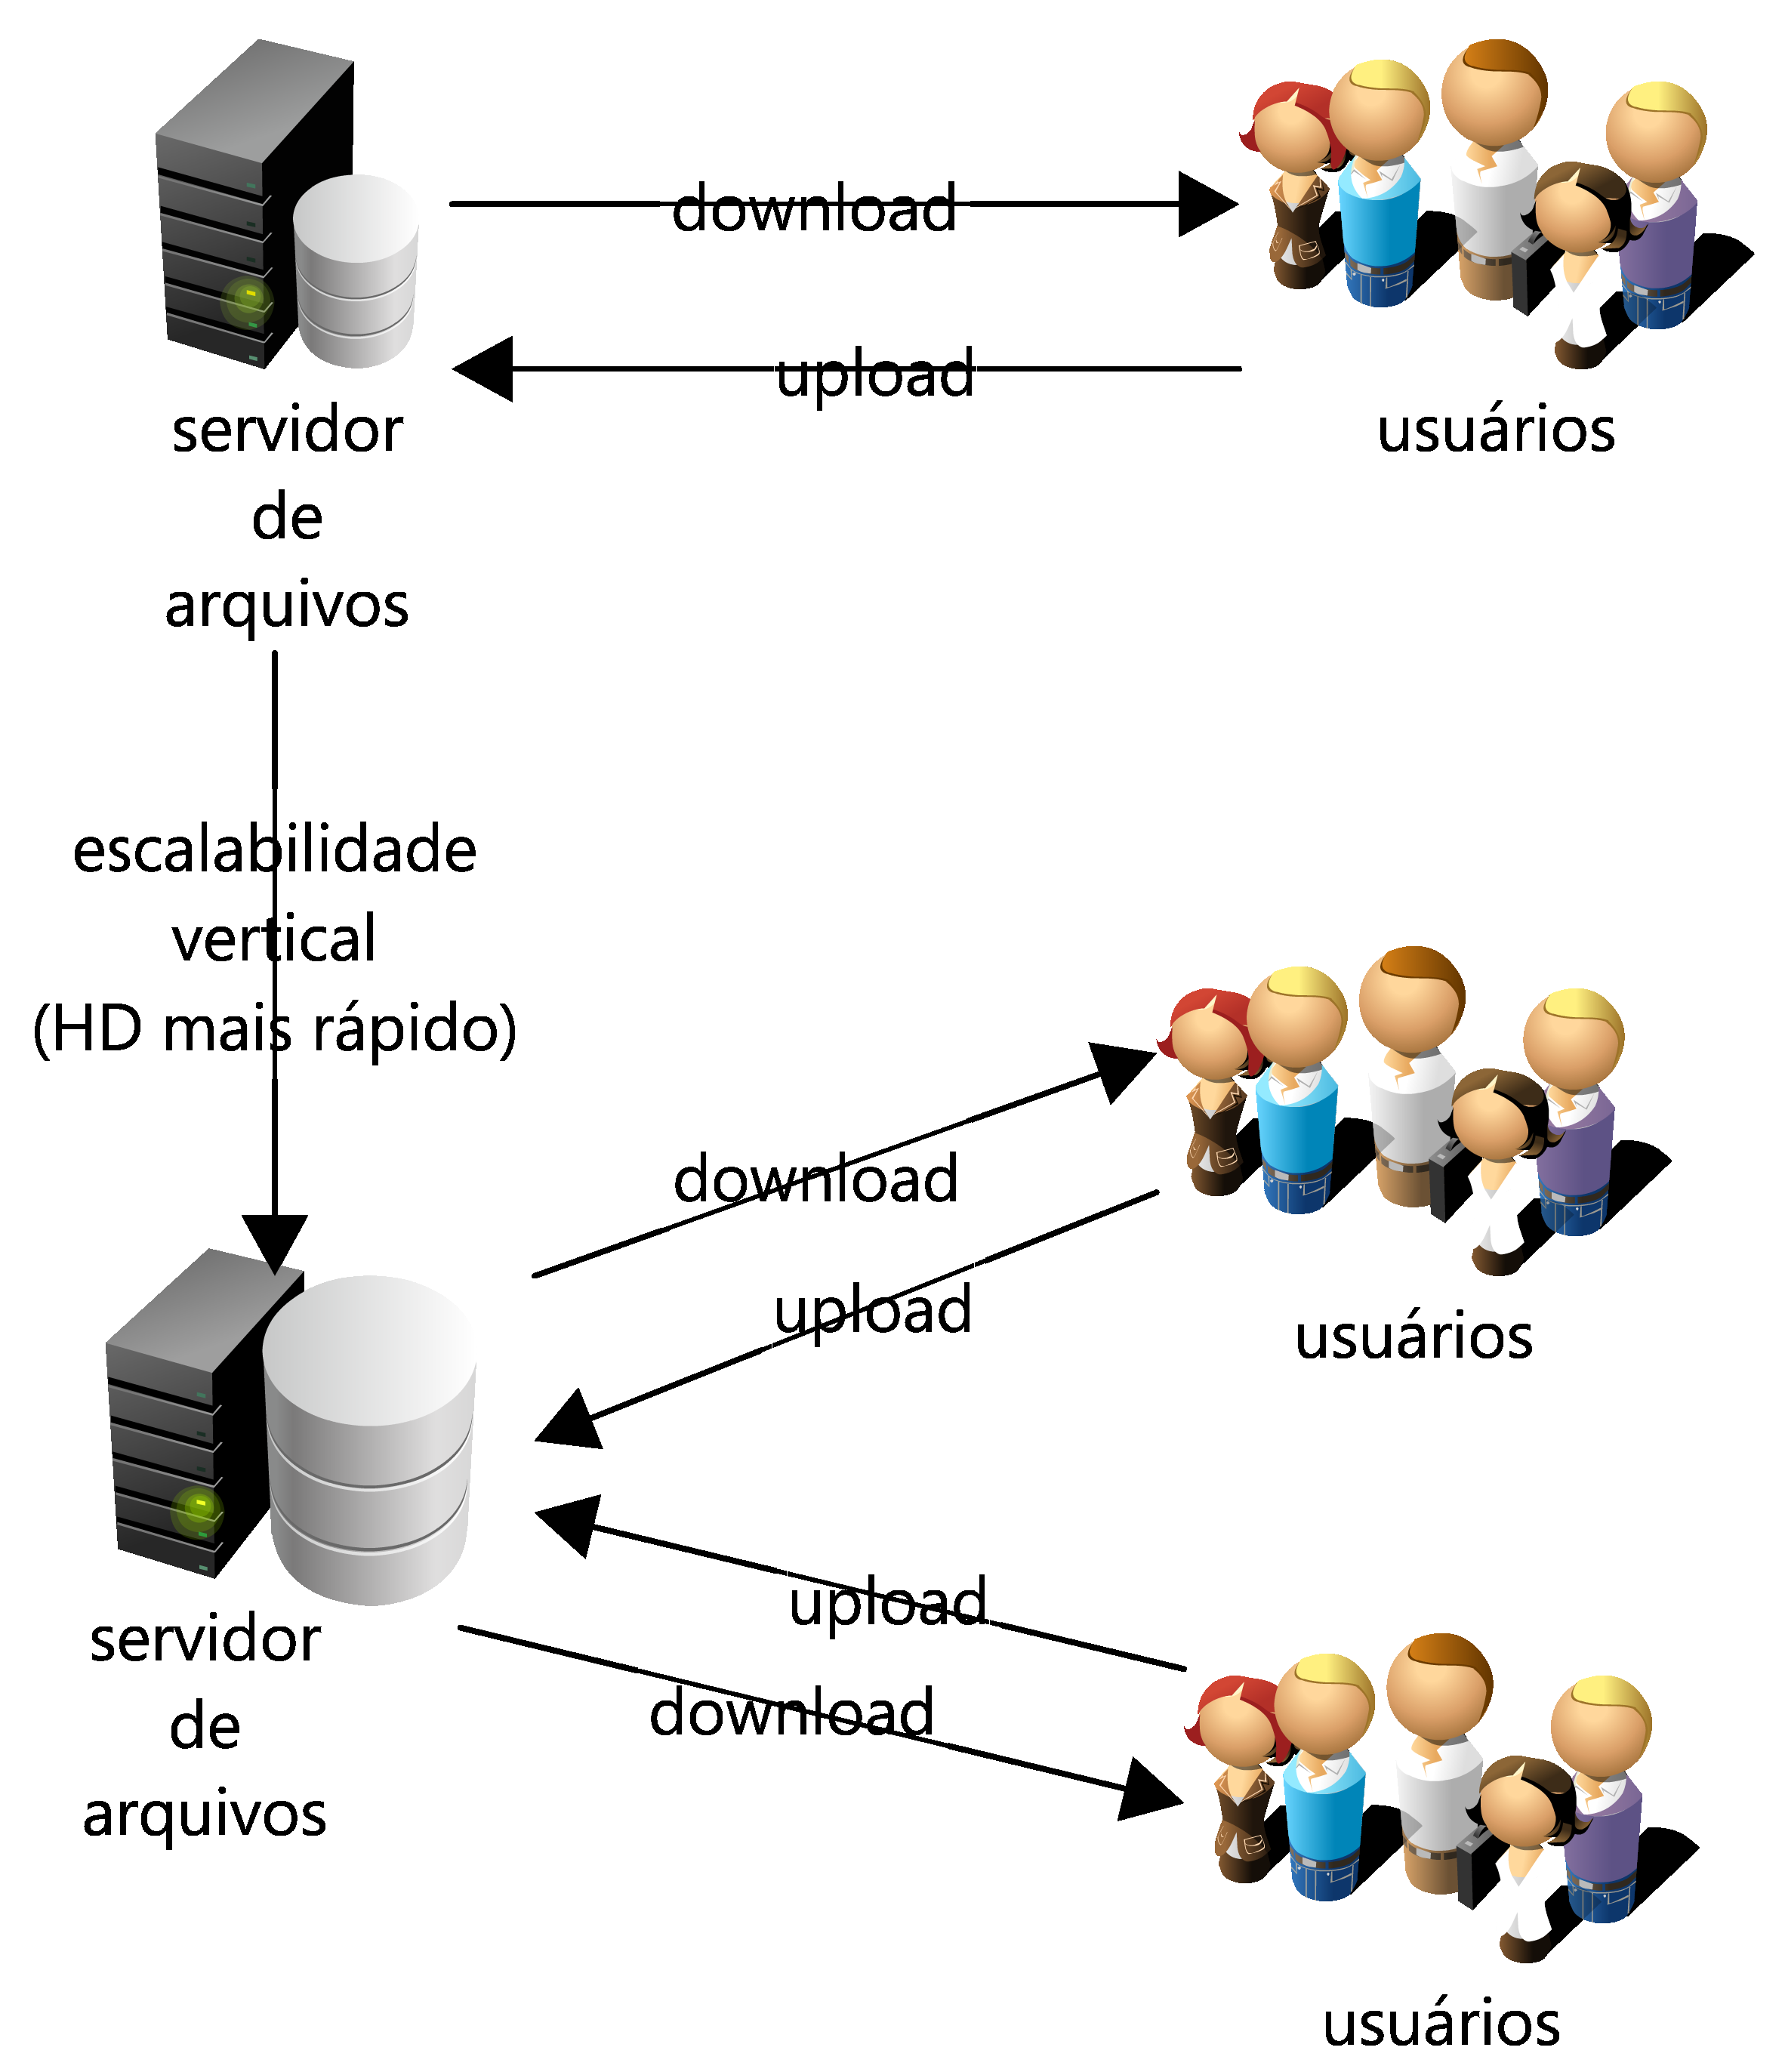 download
upload
servidor
de
arquivos
usuários
escalabilidade
vertical
(HD mais rápido)
download
upload
usuários
servidor
de
arquivos
upload
download
usuários